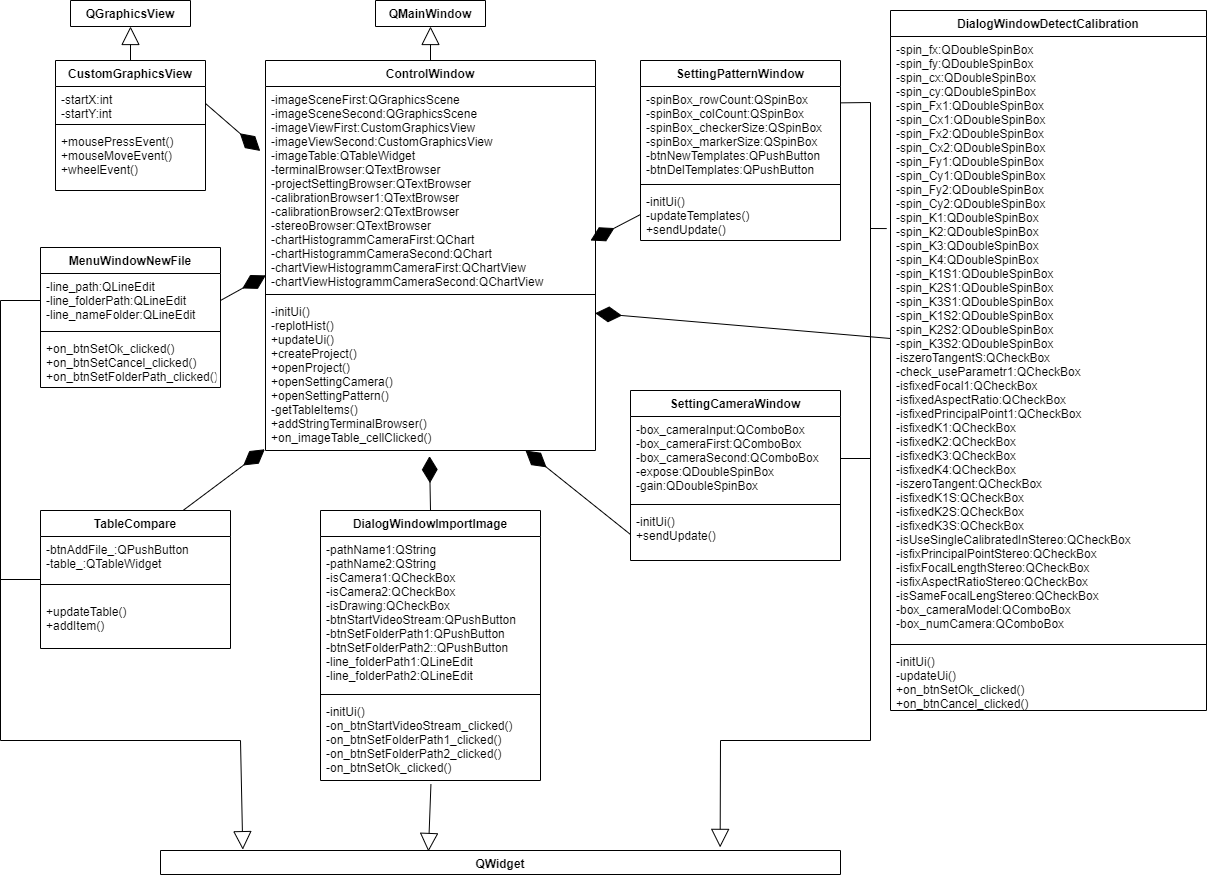 QGraphicsView
QMainWindow
CustomGraphicsView
-startX:int
-startY:int
+mousePressEvent()
+mouseMoveEvent()
+wheelEvent()
ControlWindow
-imageSceneFirst:QGraphicsScene
-imageSceneSecond:QGraphicsScene
-imageViewFirst:CustomGraphicsView
-imageViewSecond:CustomGraphicsView
-imageTable:QTableWidget
-terminalBrowser:QTextBrowser
-projectSettingBrowser:QTextBrowser
-calibrationBrowser1:QTextBrowser
-calibrationBrowser2:QTextBrowser
-stereoBrowser:QTextBrowser
-chartHistogrammCameraFirst:QChart
-chartHistogrammCameraSecond:QChart
-chartViewHistogrammCameraFirst:QChartView
-chartViewHistogrammCameraSecond:QChartView
-initUi()
-replotHist()
+updateUi()
+createProject()
+openProject()
+openSettingCamera()
+openSettingPattern()
-getTableItems()
+addStringTerminalBrowser()
+on_imageTable_cellClicked()
SettingPatternWindow
-spinBox_rowCount:QSpinBox
-spinBox_colCount:QSpinBox
-spinBox_checkerSize:QSpinBox
-spinBox_markerSize:QSpinBox
-btnNewTemplates:QPushButton
-btnDelTemplates:QPushButton
-initUi()
-updateTemplates()
+sendUpdate()
DialogWindowDetectCalibration
-spin_fx:QDoubleSpinBox
-spin_fy:QDoubleSpinBox
-spin_cx:QDoubleSpinBox
-spin_cy:QDoubleSpinBox
-spin_Fx1:QDoubleSpinBox
-spin_Cx1:QDoubleSpinBox
-spin_Fx2:QDoubleSpinBox
-spin_Cx2:QDoubleSpinBox
-spin_Fy1:QDoubleSpinBox
-spin_Cy1:QDoubleSpinBox
-spin_Fy2:QDoubleSpinBox
-spin_Cy2:QDoubleSpinBox
-spin_K1:QDoubleSpinBox
-spin_K2:QDoubleSpinBox
-spin_K3:QDoubleSpinBox
-spin_K4:QDoubleSpinBox
-spin_K1S1:QDoubleSpinBox
-spin_K2S1:QDoubleSpinBox
-spin_K3S1:QDoubleSpinBox
-spin_K1S2:QDoubleSpinBox
-spin_K2S2:QDoubleSpinBox
-spin_K3S2:QDoubleSpinBox
-iszeroTangentS:QCheckBox
-check_useParametr1:QCheckBox
-isfixedFocal1:QCheckBox
-isfixedAspectRatio:QCheckBox
-isfixedPrincipalPoint1:QCheckBox
-isfixedK1:QCheckBox
-isfixedK2:QCheckBox
-isfixedK3:QCheckBox
-isfixedK4:QCheckBox
-iszeroTangent:QCheckBox
-isfixedK1S:QCheckBox
-isfixedK2S:QCheckBox
-isfixedK3S:QCheckBox
-isUseSingleCalibratedInStereo:QCheckBox
-isfixPrincipalPointStereo:QCheckBox
-isfixFocalLengthStereo:QCheckBox
-isfixAspectRatioStereo:QCheckBox
-isSameFocalLengStereo:QCheckBox
-box_cameraModel:QComboBox
-box_numCamera:QComboBox
-initUi()
-updateUi()
+on_btnSetOk_clicked()
+on_btnCancel_clicked()
MenuWindowNewFile
-line_path:QLineEdit
-line_folderPath:QLineEdit
-line_nameFolder:QLineEdit
+on_btnSetOk_clicked()
+on_btnSetCancel_clicked()
+on_btnSetFolderPath_clicked()
SettingCameraWindow
-box_cameraInput:QComboBox
-box_cameraFirst:QComboBox
-box_cameraSecond:QComboBox
-expose:QDoubleSpinBox
-gain:QDoubleSpinBox
-initUi()
+sendUpdate()
TableCompare
-btnAddFile_:QPushButton
-table_:QTableWidget
+updateTable()
+addItem()
DialogWindowImportImage
-pathName1:QString
-pathName2:QString
-isCamera1:QCheckBox
-isCamera2:QCheckBox
-isDrawing:QCheckBox
-btnStartVideoStream:QPushButton
-btnSetFolderPath1:QPushButton
-btnSetFolderPath2::QPushButton
-line_folderPath1:QLineEdit
-line_folderPath2:QLineEdit
-initUi()
-on_btnStartVideoStream_clicked()
-on_btnSetFolderPath1_clicked()
-on_btnSetFolderPath2_clicked()
-on_btnSetOk_clicked()
QWidget